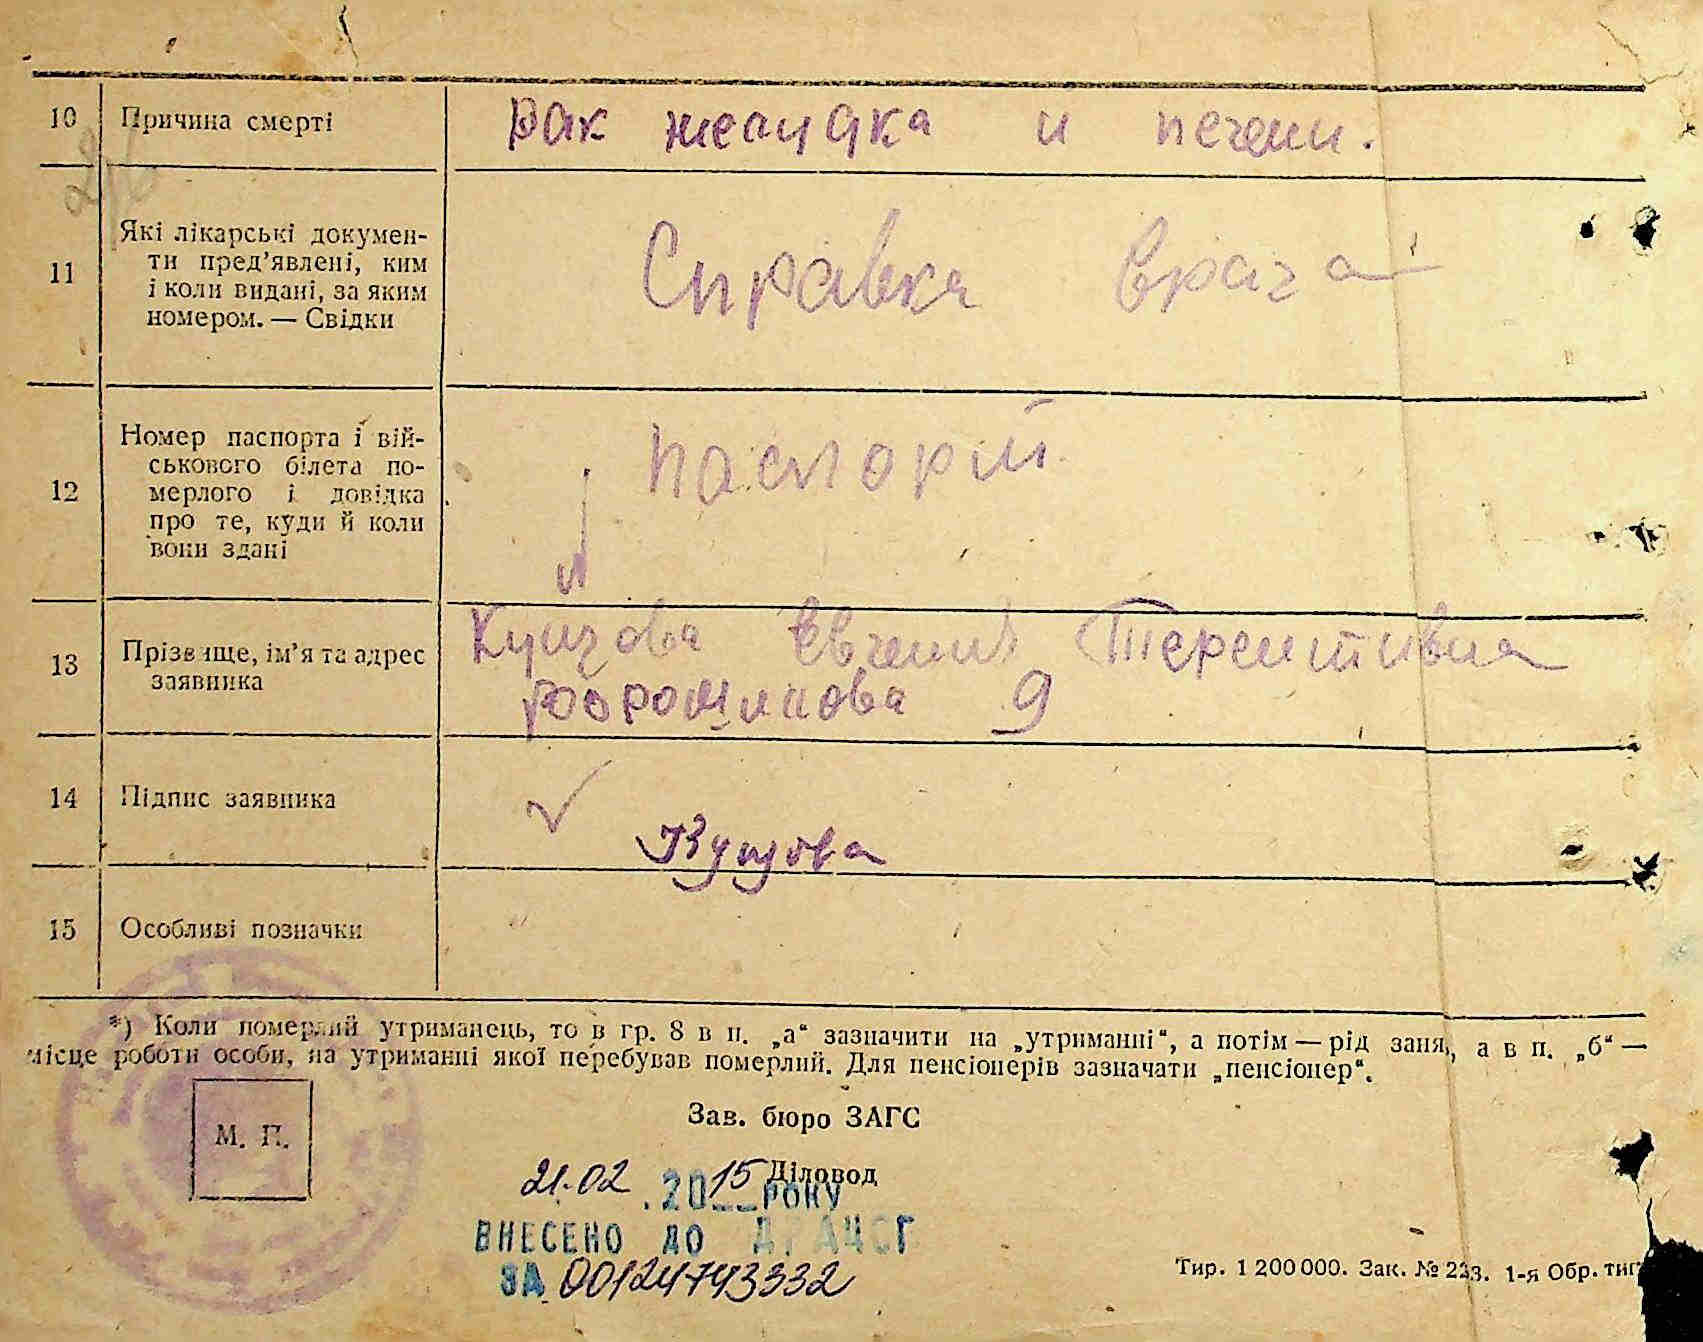 10 Причина смерті рак желудка и печени.
11 Які лікарські докумен-
ти пред’явлені, ким
і коли видані, за яким
номером. — Свідки
Справка врача
12 Номер паспорта і вій-
ськового білета по-
мерлого і довідка
про те, куди й коли
вони здані
паспорт
13 Прізвище, ім’я та адрес
заявника
Купцова Евгения Терентивна
9
14 Підпис заявника
Купцова
15 Особливі позначки
*) Коли померлий утриманець, то в гр. 8 в п. „а“ зазначити на „утриманні“, а потім — рід заня, а в п. „б“ —
місце роботи особи, на утриманні якої перебував померлий. Для пенсіонерів зазначати „пенсіонер“.
М. П.
Зав. бюро ЗАГС
Діловод
21.02.2015 РОКУ
ВНЕСЕНО ДО ДРАЦСГ
ЗА 00124743332
Тир. 1 200 000. Зак. № 223. 1-я Обр. тип